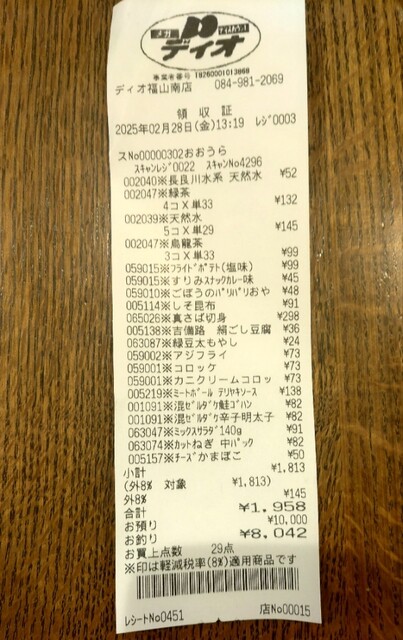 メガ ディスカウント
ディオ
事業者番号 T8260001013868
ディオ福山南店 084-981-2069
領収証
2025年02月28日(金)13:19 レジ0003
スNo00000302おおうら
スキャンレジ0022 スキャンNo4296
002040※長良川水系 天然水 ¥52
002047※緑茶
4コ×単33 ¥132
002039※天然水
5コ×単29 ¥145
002047※烏龍茶
3コ×単33 ¥99
059015※フライドポテト(塩味) ¥99
059015※すりみスナックカレー味 ¥45
059010※ごぼうのパリパリおや ¥48
005114※しそ昆布 ¥91
065026※真さば切身 ¥298
005138※吉備路 絹ごし豆腐 ¥36
063087※緑豆太もやし ¥24
059002※アジフライ ¥73
059001※コロッケ ¥73
059001※カニクリームコロッ ¥73
005219※ミートボール テリヤキソース ¥138
001091※混ゼルダケ鮭ゴハン ¥82
001091※混ゼルダケ辛子明太子 ¥82
063047※ミックスサラダ140g ¥91
063074※カットねぎ 中パック ¥82
005157※チーズかまぼこ ¥50
小計 ¥1,813
(外8% 対象 ¥1,813)
外8% ¥145
合計 ¥1,958
お預り ¥10,000
お釣り ¥8,042
お買上点数 29点
※印は軽減税率(8%)適用商品です
レシートNo0451 店No00015